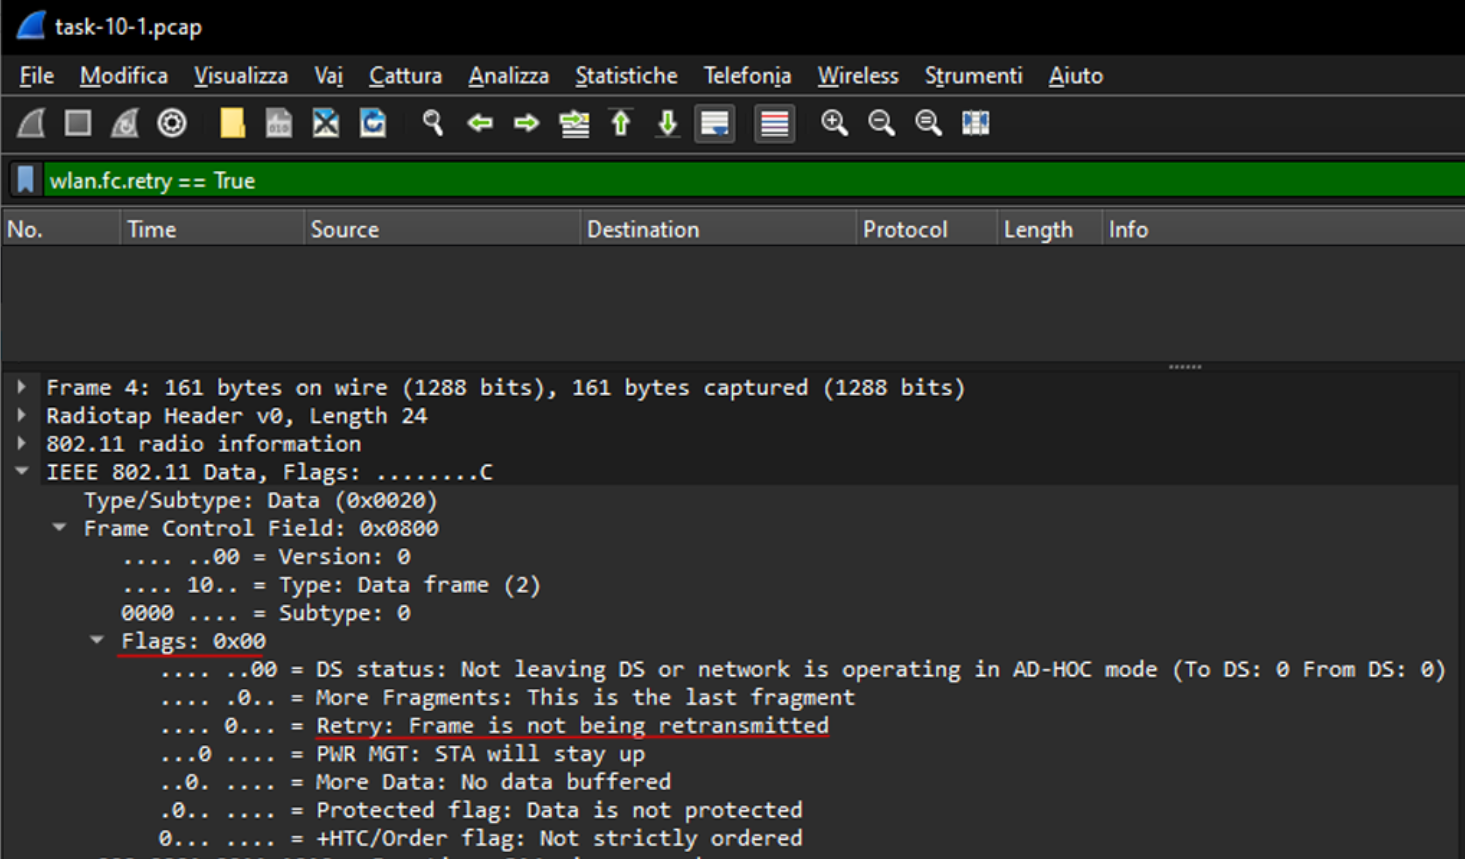 task-10-1.pcap
File Modifica Visualizza Vai Cattura Analizza Statistiche Telefonia Wireless Strumenti Aiuto
wlan.fc.retry == True
No. Time Source Destination Protocol Length Info
Frame 4: 161 bytes on wire (1288 bits), 161 bytes captured (1288 bits)
Radiotap Header v0, Length 24
802.11 radio information
IEEE 802.11 Data, Flags: ........C
Type/Subtype: Data (0x0020)
Frame Control Field: 0x0800
.... ..00 = Version: 0
.... 10.. = Type: Data frame (2)
0000 .... = Subtype: 0
Flags: 0x00
.... ..00 = DS status: Not leaving DS or network is operating in AD-HOC mode (To DS: 0 From DS: 0)
.... .0.. = More Fragments: This is the last fragment
.... 0... = Retry: Frame is not being retransmitted
...0 .... = PWR MGT: STA will stay up
..0. .... = More Data: No data buffered
.0.. .... = Protected flag: Data is not protected
0... .... = +HTC/Order flag: Not strictly ordered